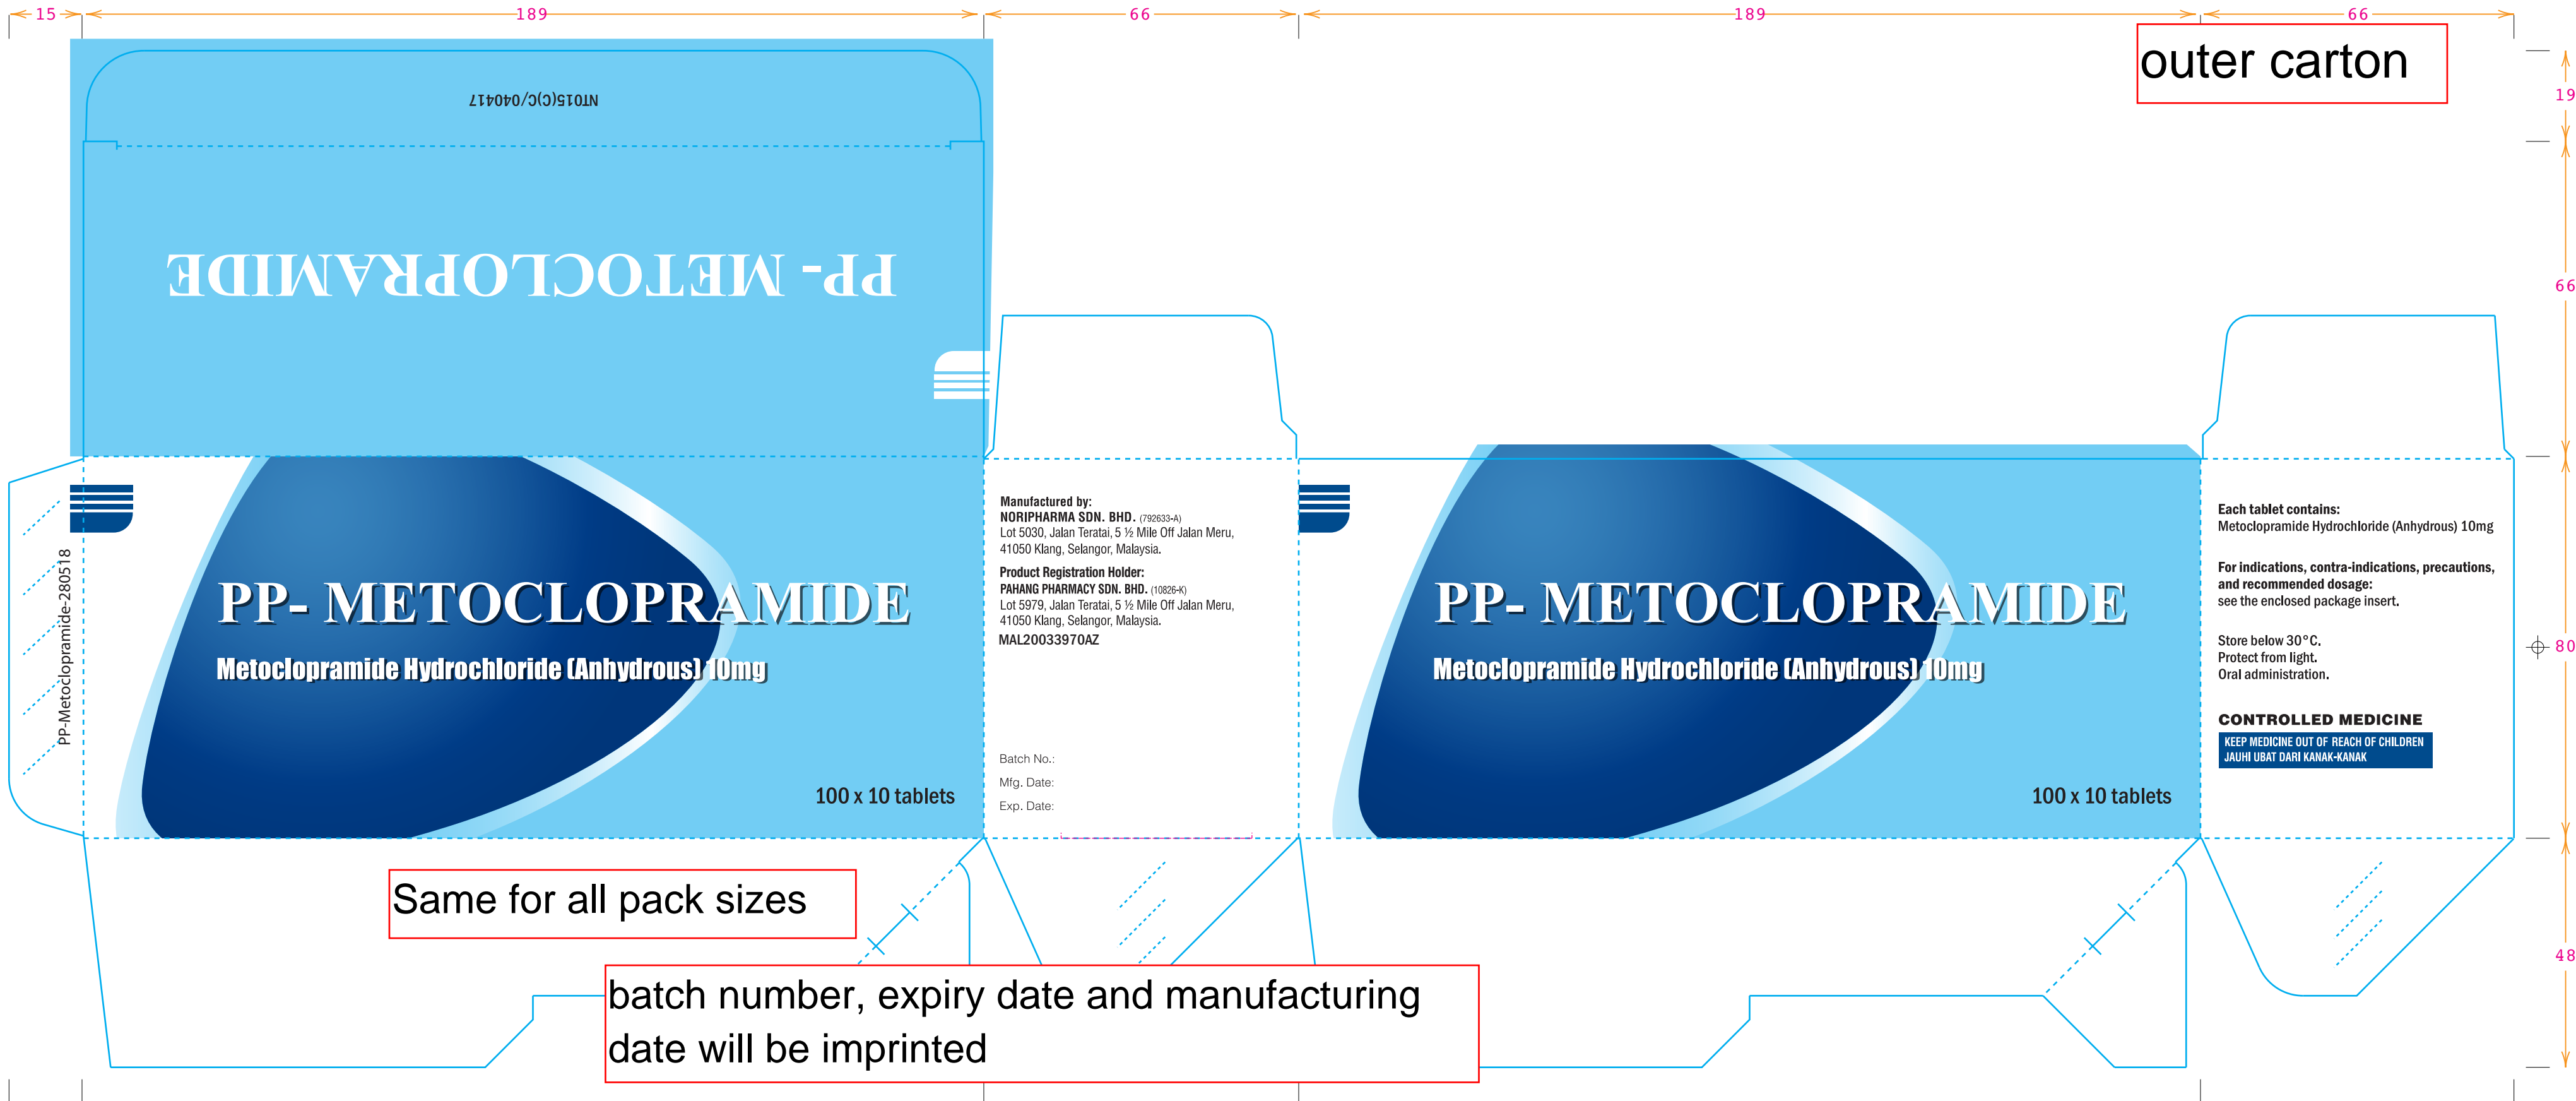 15
189
66
189
66
outer carton
19
NT015(C)C/040417
PP- METOCLOPRAMIDE
66
PP-Metoclopramide-280518
PP- METOCLOPRAMIDE
Metoclopramide Hydrochloride (Anhydrous) 10mg
100 x 10 tablets
Manufactured by:
NORIPHARMA SDN. BHD. (792633-A)
Lot 5030, Jalan Teratai, 5 ½ Mile Off Jalan Meru,
41050 Klang, Selangor, Malaysia.
Product Registration Holder:
PAHANG PHARMACY SDN. BHD. (10826-K)
Lot 5979, Jalan Teratai, 5 ½ Mile Off Jalan Meru,
41050 Klang, Selangor, Malaysia.
MAL20033970AZ
Batch No.:
Mfg. Date:
Exp. Date:
PP- METOCLOPRAMIDE
Metoclopramide Hydrochloride (Anhydrous) 10mg
100 x 10 tablets
Each tablet contains:
Metoclopramide Hydrochloride (Anhydrous) 10mg
For indications, contra-indications, precautions,
and recommended dosage:
see the enclosed package insert.
Store below 30°C.
Protect from light.
Oral administration.
CONTROLLED MEDICINE
KEEP MEDICINE OUT OF REACH OF CHILDREN
JAUHI UBAT DARI KANAK-KANAK
80
Same for all pack sizes
batch number, expiry date and manufacturing
date will be imprinted
48